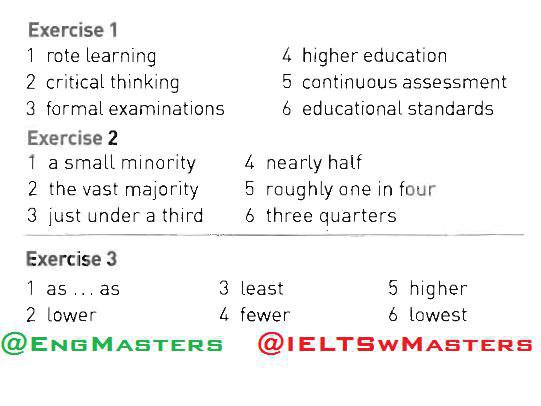 Exercise 1
1 rote learning
2 critical thinking
3 formal examinations
4 higher education
5 continuous assessment
6 educational standards
Exercise 2
1 a small minority
2 the vast majority
3 just under a third
4 nearly half
5 roughly one in four
6 three quarters
Exercise 3
1 as ... as
2 lower
3 least
4 fewer
5 higher
6 lowest
@EngMasters
@IELTSwMasters